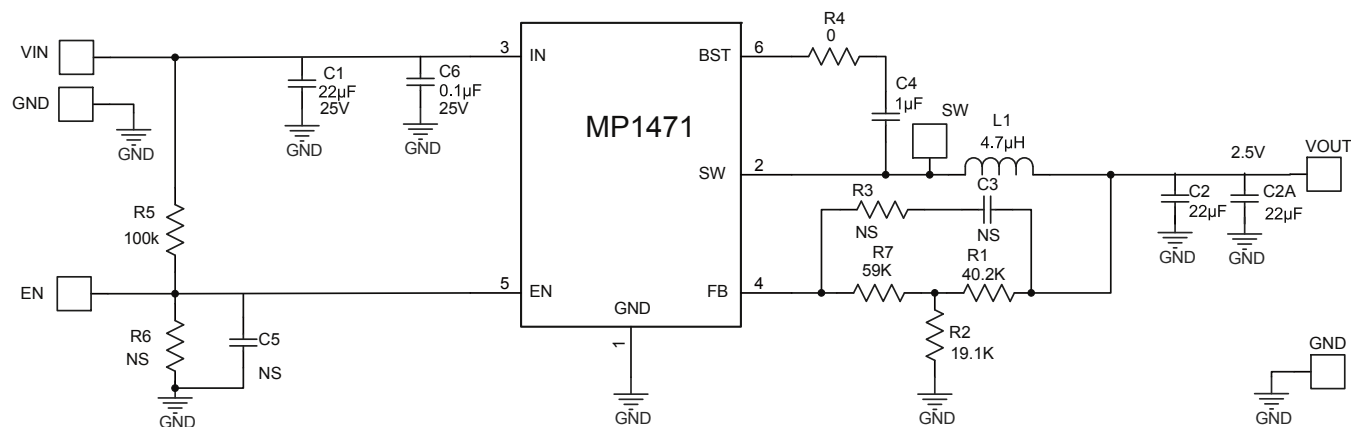 VIN
GND
GND
3
IN
C1
22µF
25V
GND
C6
0.1µF
25V
GND
R5
100k
EN
R6
NS
C5
NS
GND
5
EN
MP1471
GND
1
GND
BST
6
R4
0
C4
1µF
SW
SW
2
L1
4.7µH
2.5V
VOUT
C2
22µF
GND
C2A
22µF
GND
R3
NS
C3
NS
R7
59K
R1
40.2K
FB
4
R2
19.1K
GND
GND
GND